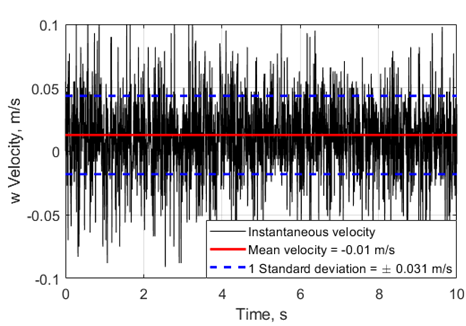 0.1
0.05
0
-0.05
-0.1
w Velocity, m/s
0 2 4 6 8 10
Time, s
Instantaneous velocity
Mean velocity = -0.01 m/s
1 Standard deviation = ± 0.031 m/s